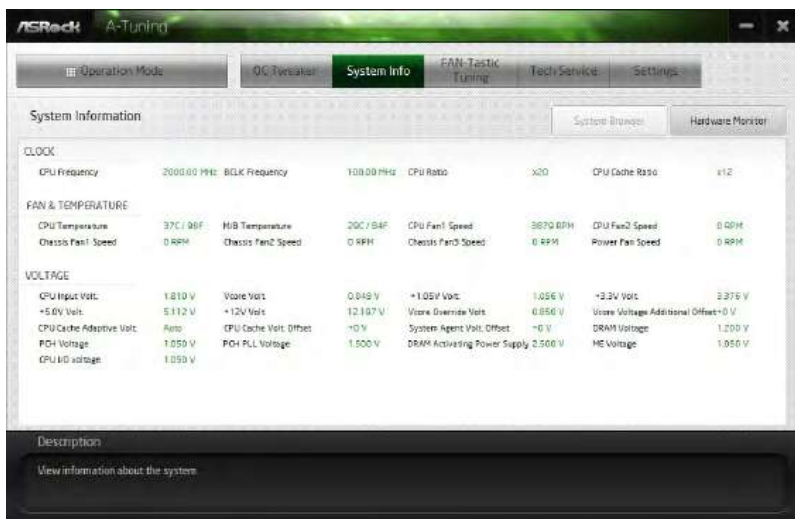 ASRock A-Tuning
Operation Mode OC Tweaker System Info FAN-Tastic Tuning Tech Service Settings
System Information System Browser Hardware Monitor
CLOCK
CPU Frequency 2000.00 MHz BCLK Frequency 100.00 MHz CPU Ratio x20 CPU Cache Ratio x12
FAN & TEMPERATURE
CPU Temperature 37C / 98F M/B Temperature 29C / 84F CPU Fan1 Speed 3879 RPM CPU Fan2 Speed 0 RPM
Chassis Fan1 Speed 0 RPM Chassis Fan2 Speed 0 RPM Chassis Fan3 Speed 0 RPM Power Fan Speed 0 RPM
VOLTAGE
CPU Input Volt. 1.810 V Vcore Volt. 0.849 V +1.05V Volt. 1.056 V +3.3V Volt. 3.376 V
+5.0V Volt. 5.112 V +12V Volt. 12.197 V Vcore Override Volt. 0.850 V Vcore Voltage Additional Offset +0 V
CPU Cache Adaptive Volt. Auto CPU Cache Volt. Offset +0 V System Agent Volt. Offset +0 V DRAM Voltage 1.200 V
PCH Voltage 1.050 V PCH PLL Voltage 1.500 V DRAM Activating Power Supply 2.500 V ME Voltage 1.050 V
CPU I/O voltage 1.050 V
Description
View information about the system